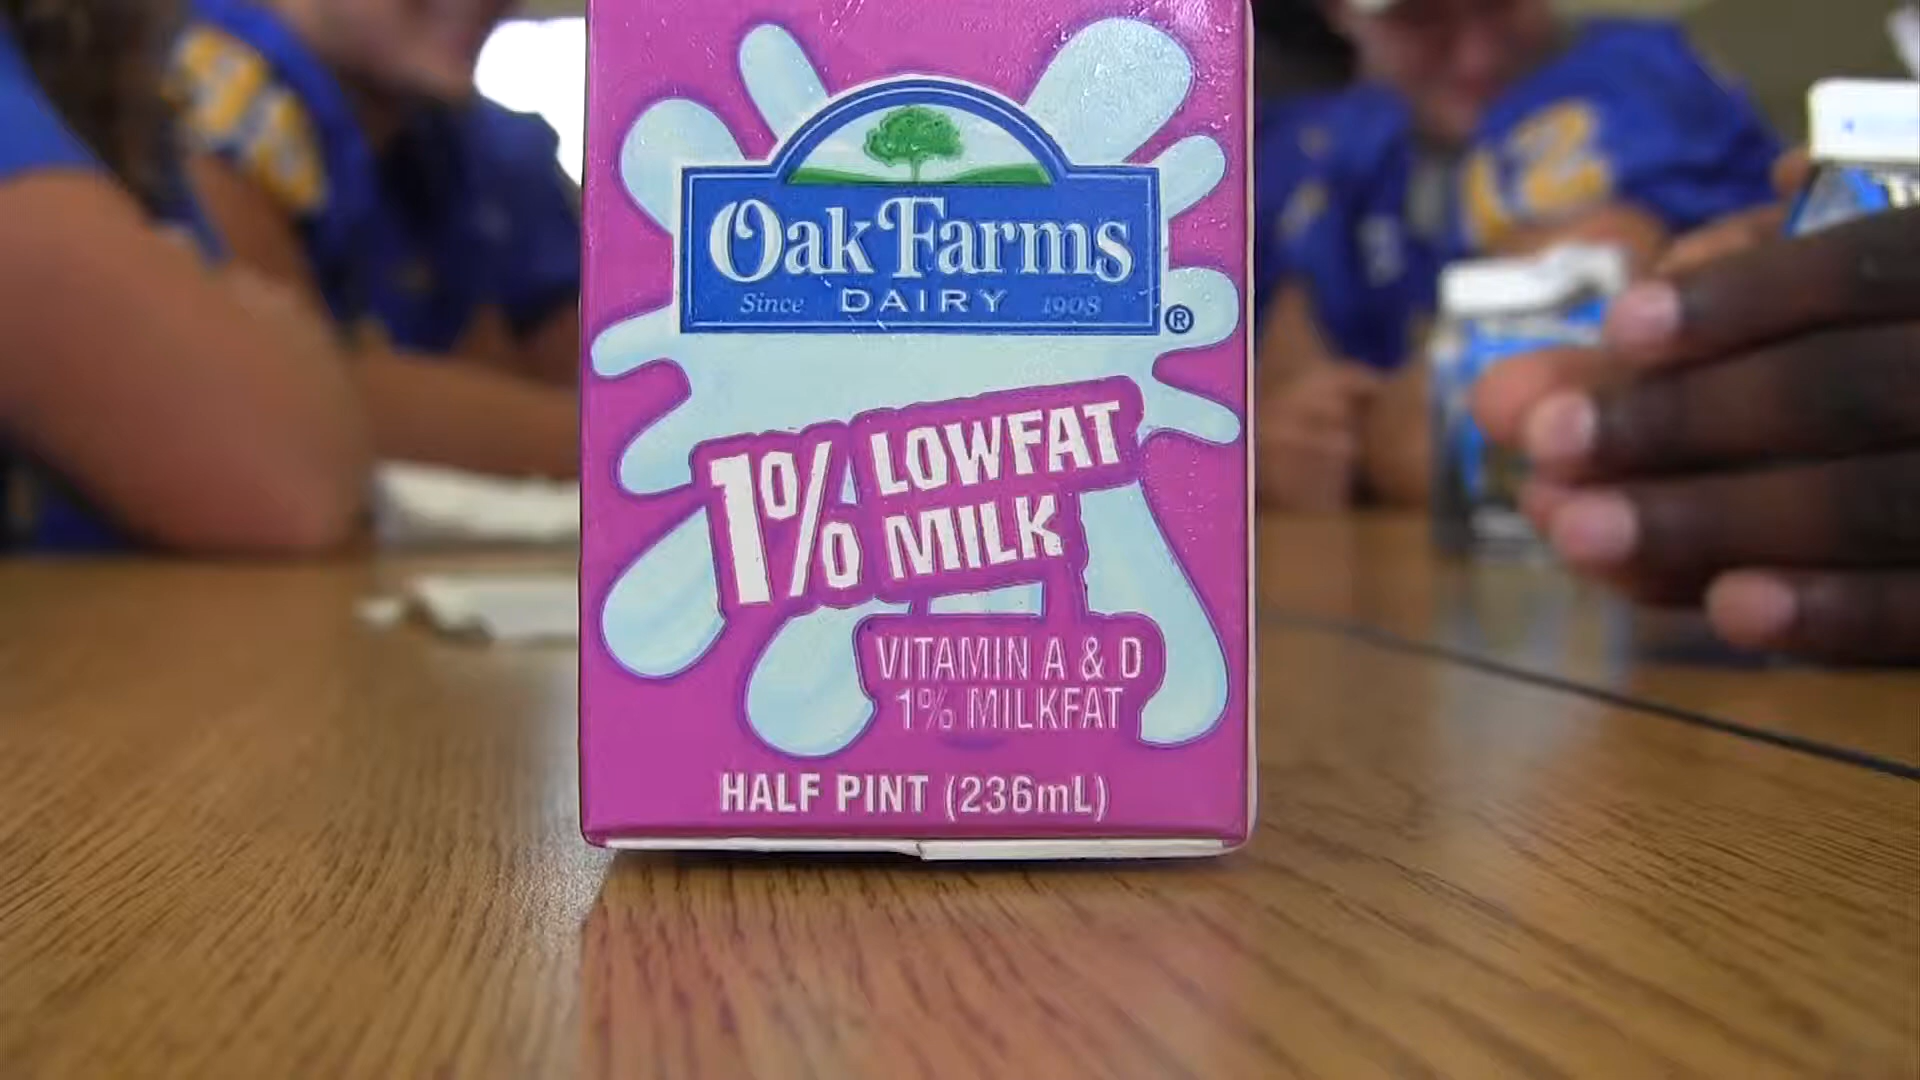 Oak Farms
Since DAIRY 1908
®
1% LOWFAT
MILK
VITAMIN A & D
1% MILKFAT
HALF PINT (236mL)